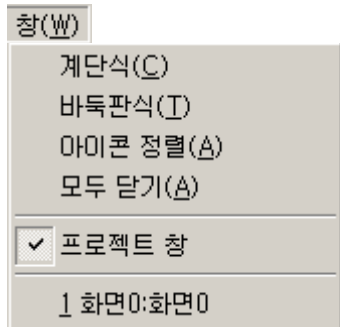 창(W)
계단식(C)
바둑판식(T)
아이콘 정렬(A)
모두 닫기(A)
프로젝트 창
1 화면0:화면0